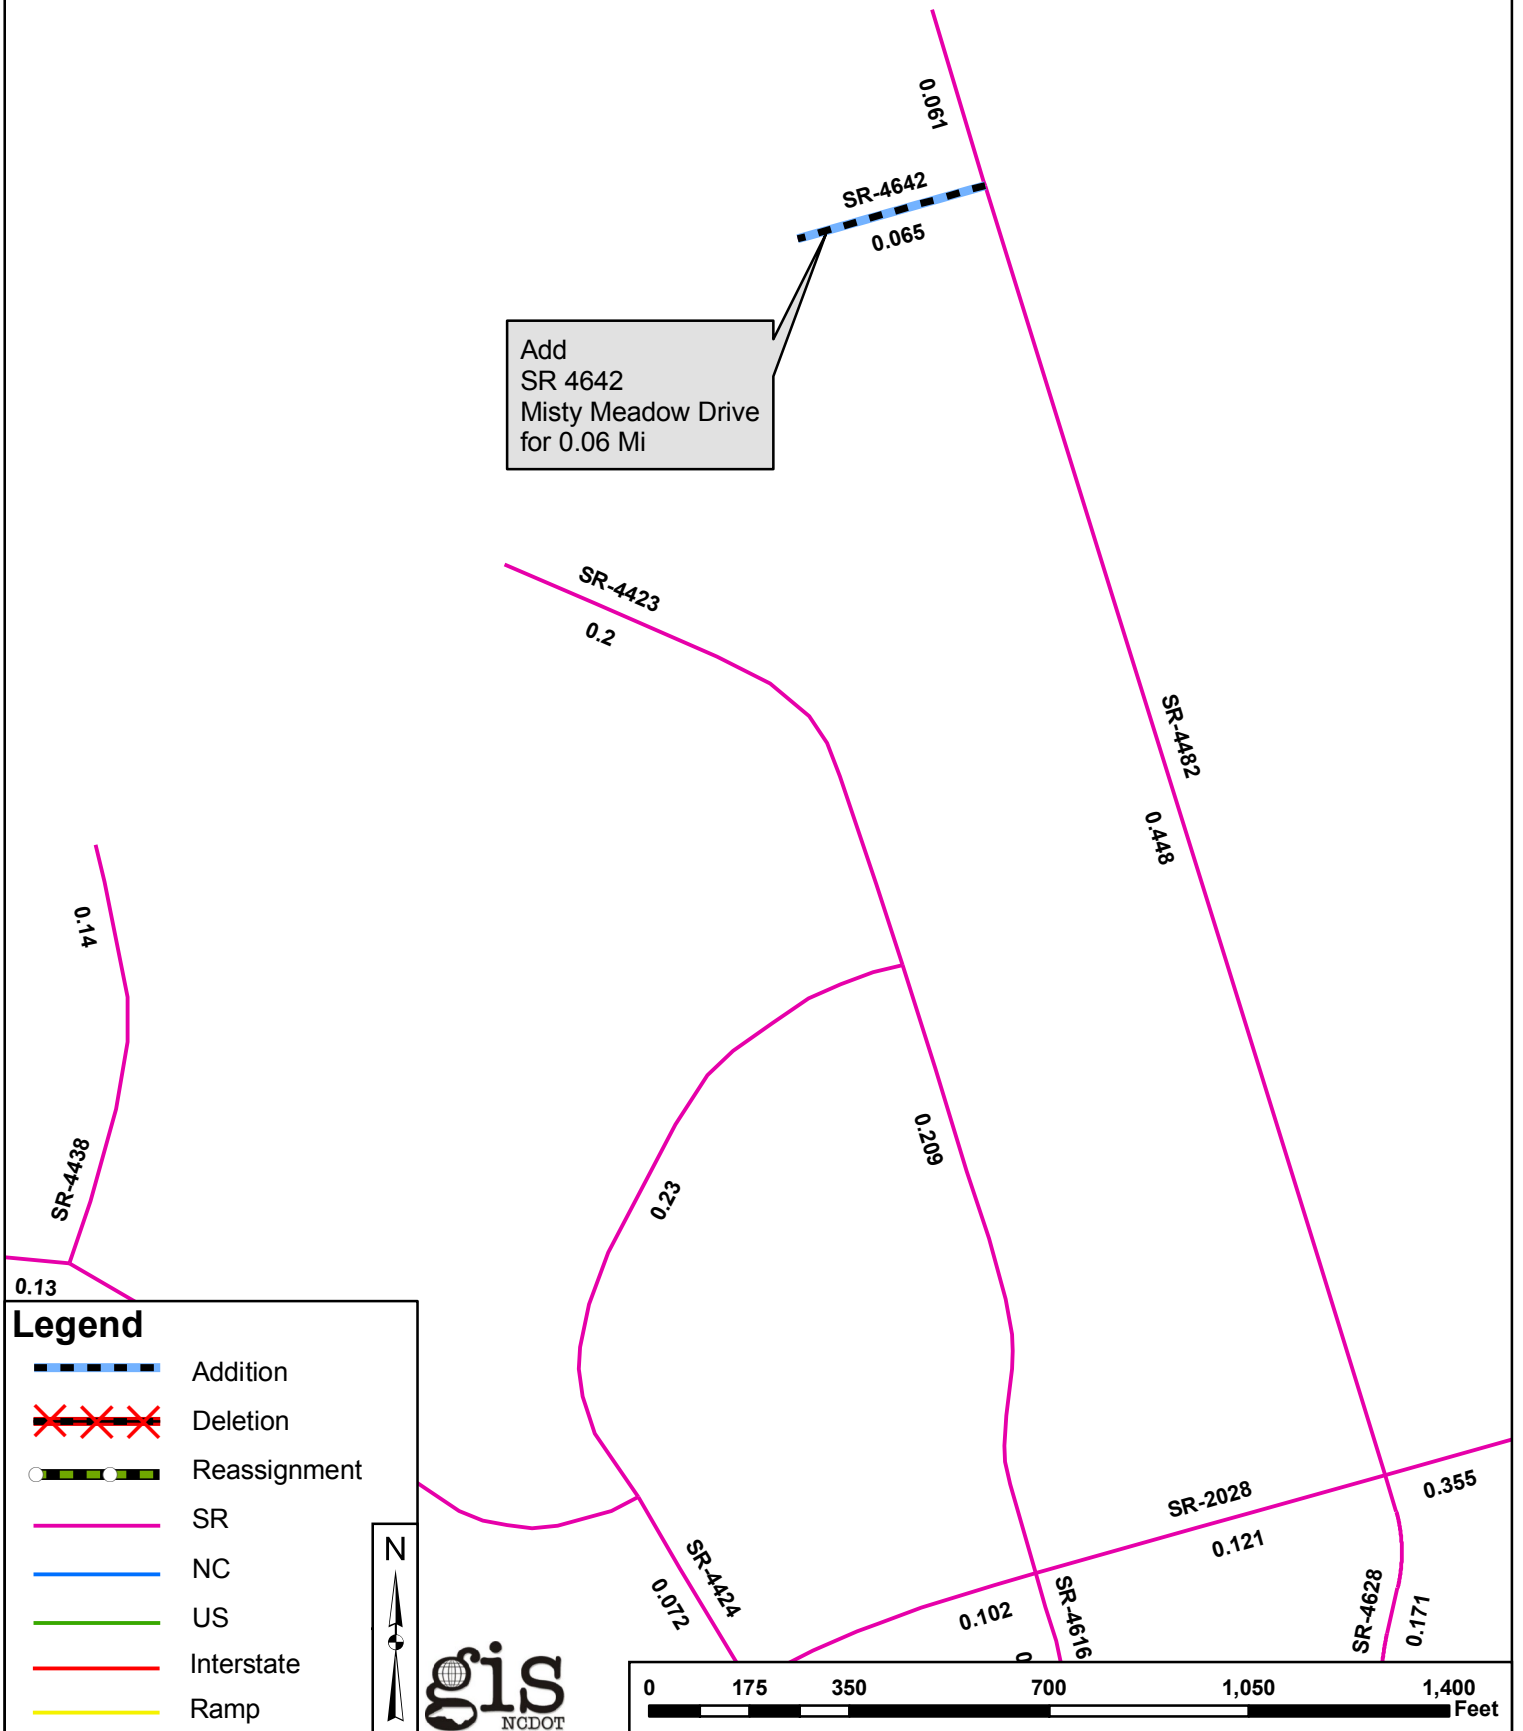 0.061
SR-4642
0.065
Add
SR 4642
Misty Meadow Drive
for 0.06 Mi
SR-4423
0.2
SR-4482
0.448
0.14
0.209
SR-4438
0.23
0.13
Legend
Addition
Deletion
Reassignment
SR
NC
US
Interstate
Ramp
N
gis
NCDOT
SR-2028
0.355
0.121
SR-4424
0.072
0.102
SR-4616
0
SR-4628
0.171
0 175 350 700 1,050 1,400
Feet